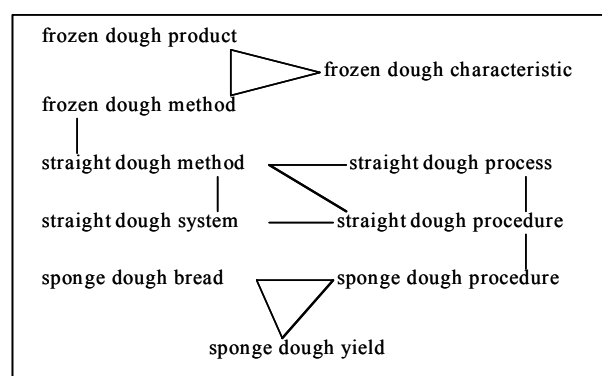 frozen dough product
frozen dough characteristic
frozen dough method
straight dough method straight dough process
straight dough system straight dough procedure
sponge dough bread sponge dough procedure
sponge dough yield